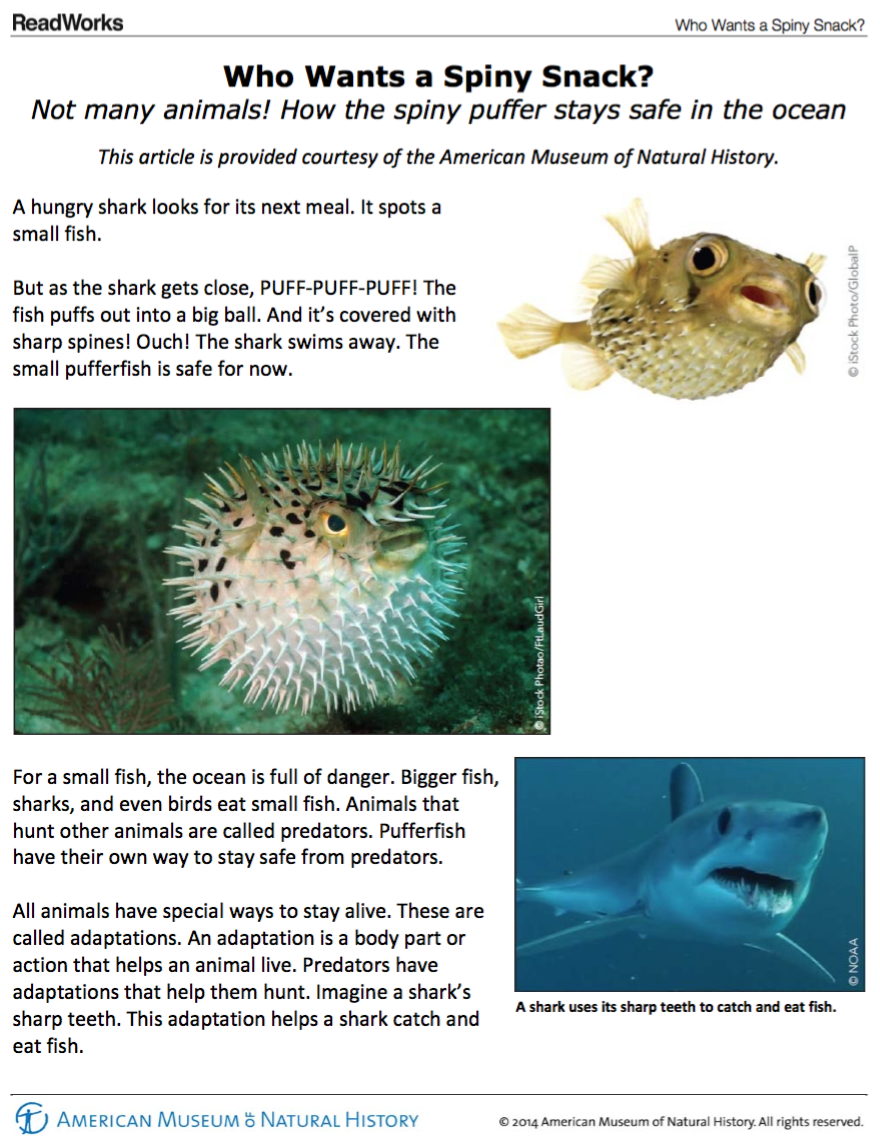 ReadWorks
Who Wants a Spiny Snack?
Who Wants a Spiny Snack?
Not many animals! How the spiny puffer stays safe in the ocean
This article is provided courtesy of the American Museum of Natural History.
A hungry shark looks for its next meal. It spots a
small fish.
But as the shark gets close, PUFF-PUFF-PUFF! The
fish puffs out into a big ball. And it’s covered with
sharp spines! Ouch! The shark swims away. The
small pufferfish is safe for now.
© iStock Photo/GlobalP
© iStock Photao/FtLaudGirl
For a small fish, the ocean is full of danger. Bigger fish,
sharks, and even birds eat small fish. Animals that
hunt other animals are called predators. Pufferfish
have their own way to stay safe from predators.
All animals have special ways to stay alive. These are
called adaptations. An adaptation is a body part or
action that helps an animal live. Predators have
adaptations that help them hunt. Imagine a shark’s
sharp teeth. This adaptation helps a shark catch and
eat fish.
© NOAA
A shark uses its sharp teeth to catch and eat fish.
AMERICAN MUSEUM OF NATURAL HISTORY
© 2014 American Museum of Natural History. All rights reserved.